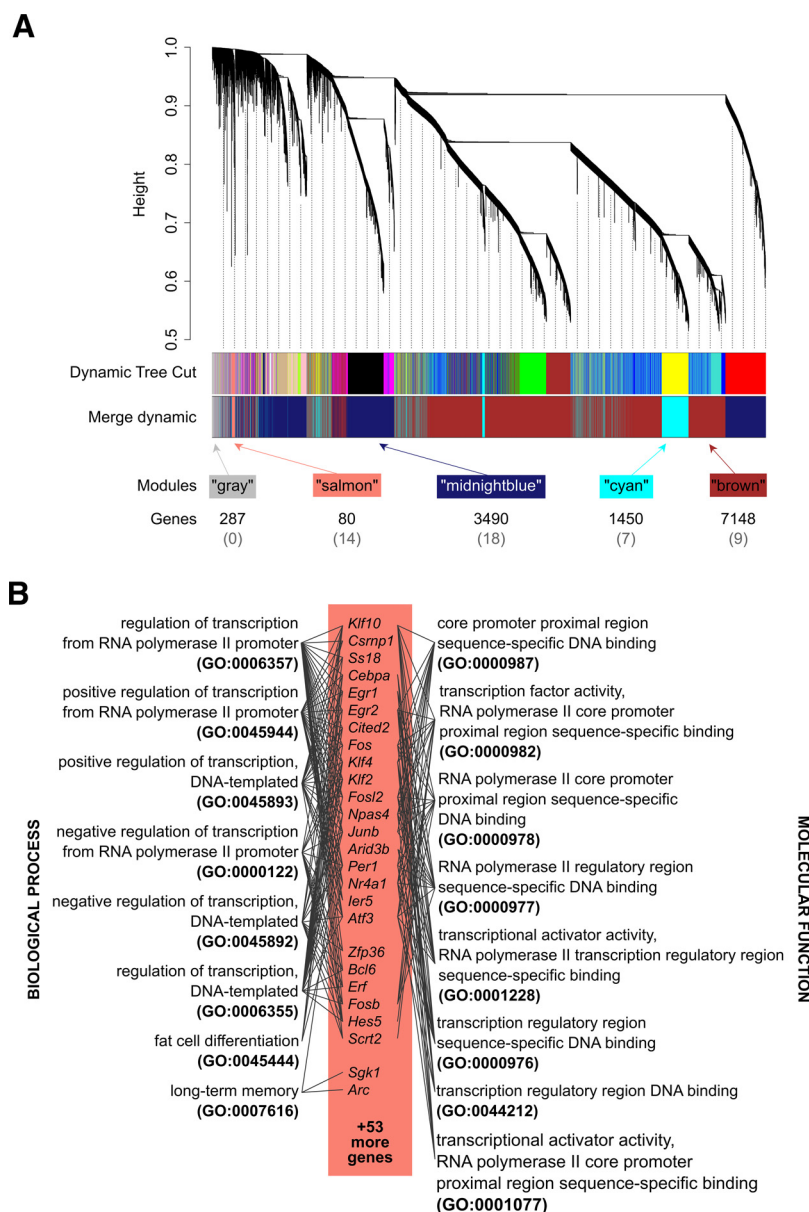 A
Height
1.0
0.9
0.8
0.7
0.6
0.5
Dynamic Tree Cut
Merge dynamic
Modules "gray" "salmon" "midnightblue" "cyan" "brown"
Genes 287 80 3490 1450 7148
(0) (14) (18) (7) (9)
B
BIOLOGICAL PROCESS
regulation of transcription
from RNA polymerase II promoter
(GO:0006357)
positive regulation of transcription
from RNA polymerase II promoter
(GO:0045944)
positive regulation of transcription,
DNA-templated
(GO:0045893)
negative regulation of transcription
from RNA polymerase II promoter
(GO:0000122)
negative regulation of transcription,
DNA-templated
(GO:0045892)
regulation of transcription,
DNA-templated
(GO:0006355)
fat cell differentiation
(GO:0045444)
long-term memory
(GO:0007616)
Klf10
Csrnp1
Ss18
Cebpa
Egr1
Egr2
Cited2
Fos
Klf4
Klf2
Fosl2
Npas4
Junb
Arid3b
Per1
Nr4a1
Ier5
Atf3
Zfp36
Bcl6
Erf
Fosb
Hes5
Scrt2
Sgk1
Arc
+53
more
genes
core promoter proximal region
sequence-specific DNA binding
(GO:0000987)
transcription factor activity,
RNA polymerase II core promoter
proximal region sequence-specific binding
(GO:0000982)
RNA polymerase II core promoter
proximal region sequence-specific
DNA binding
(GO:0000978)
RNA polymerase II regulatory region
sequence-specific DNA binding
(GO:0000977)
transcriptional activator activity,
RNA polymerase II transcription regulatory region
sequence-specific binding
(GO:0001228)
transcription regulatory region
sequence-specific DNA binding
(GO:0000976)
transcription regulatory region DNA binding
(GO:0044212)
transcriptional activator activity,
RNA polymerase II core promoter
proximal region sequence-specific binding
(GO:0001077)
MOLECULAR FUNCTION